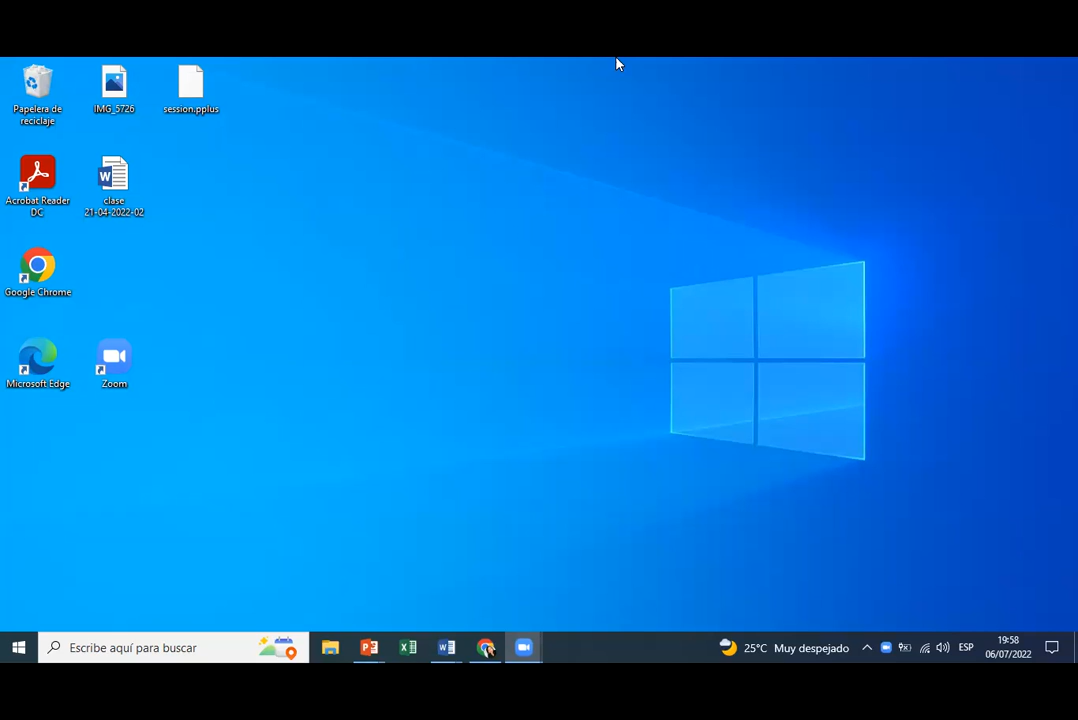 Papelera de
reciclaje
IMG_5726
session.pplus
Acrobat Reader
DC
clase
21-04-2022-02
Google Chrome
Microsoft Edge
Zoom
Escribe aquí para buscar
25°C Muy despejado
ESP
19:58
06/07/2022